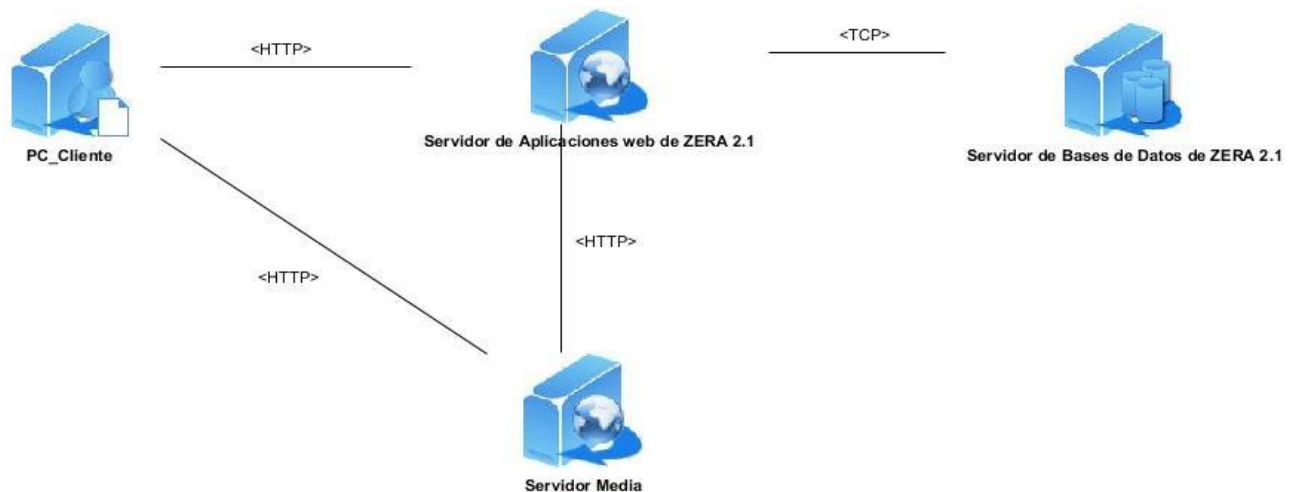 <HTTP>
<TCP>
PC_Cliente
Servidor de Aplicaciones web de ZERA 2.1
Servidor de Bases de Datos de ZERA 2.1
<HTTP>
<HTTP>
Servidor Media